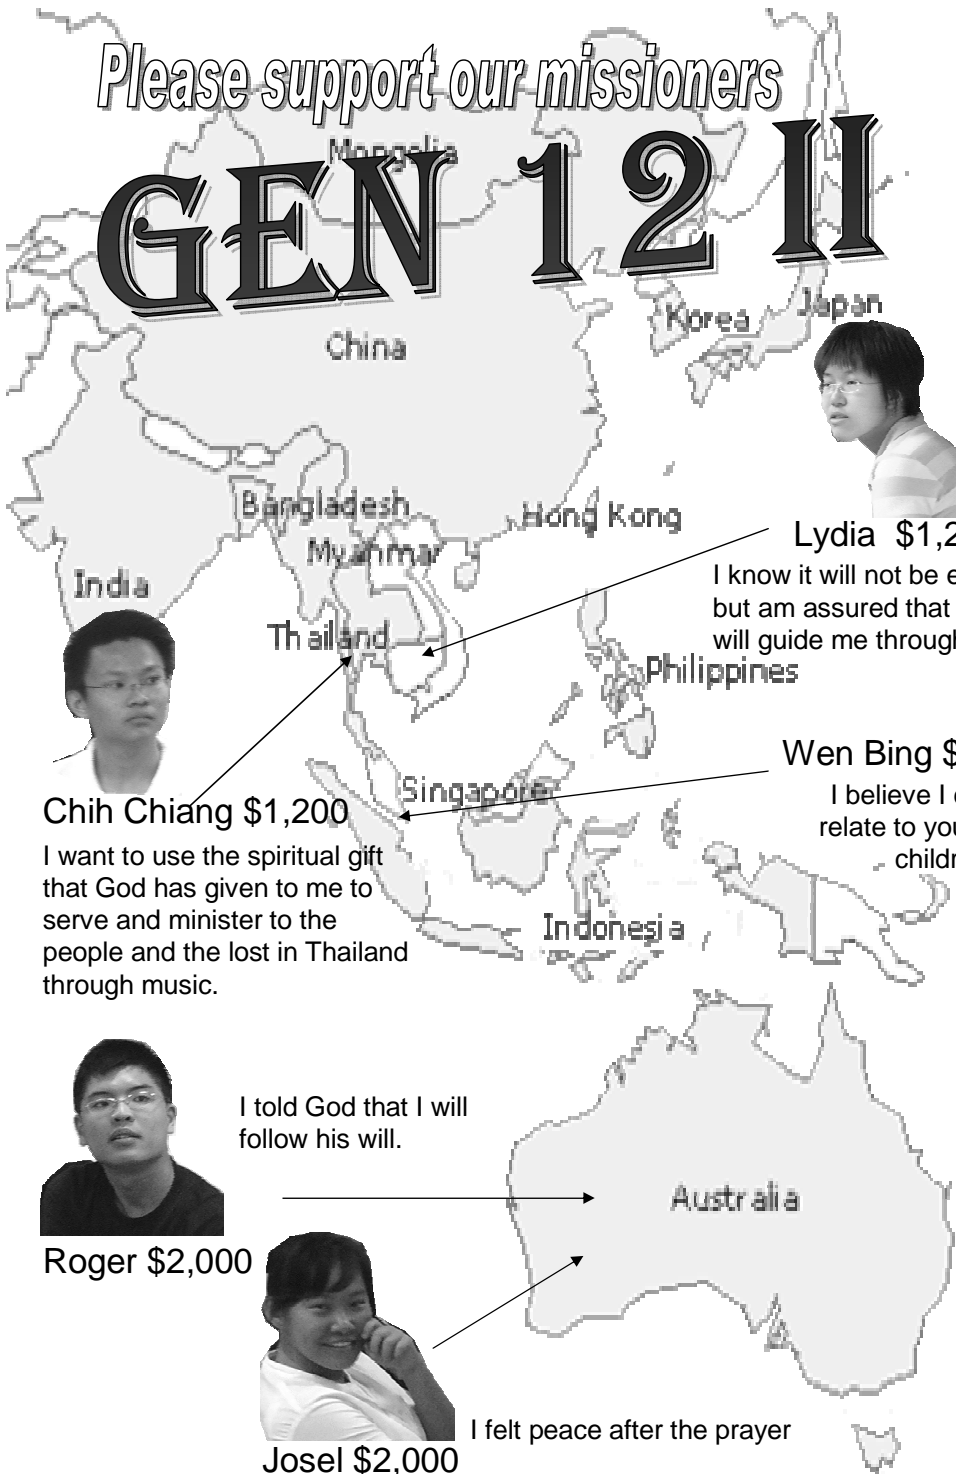 Please support our missioners
GEN 12 II
Mongolia
Korea
Japan
China
Bangladesh
Hong Kong
Myanmar
India
Thailand
Philippines
Lydia $1,2
I know it will not be e
but am assured that
will guide me through
Wen Bing $
I believe I
relate to you
childr
Singapore
Chih Chiang $1,200
I want to use the spiritual gift
that God has given to me to
serve and minister to the
people and the lost in Thailand
through music.
Indonesia
I told God that I will
follow his will.
Australia
Roger $2,000
I felt peace after the prayer
Josel $2,000